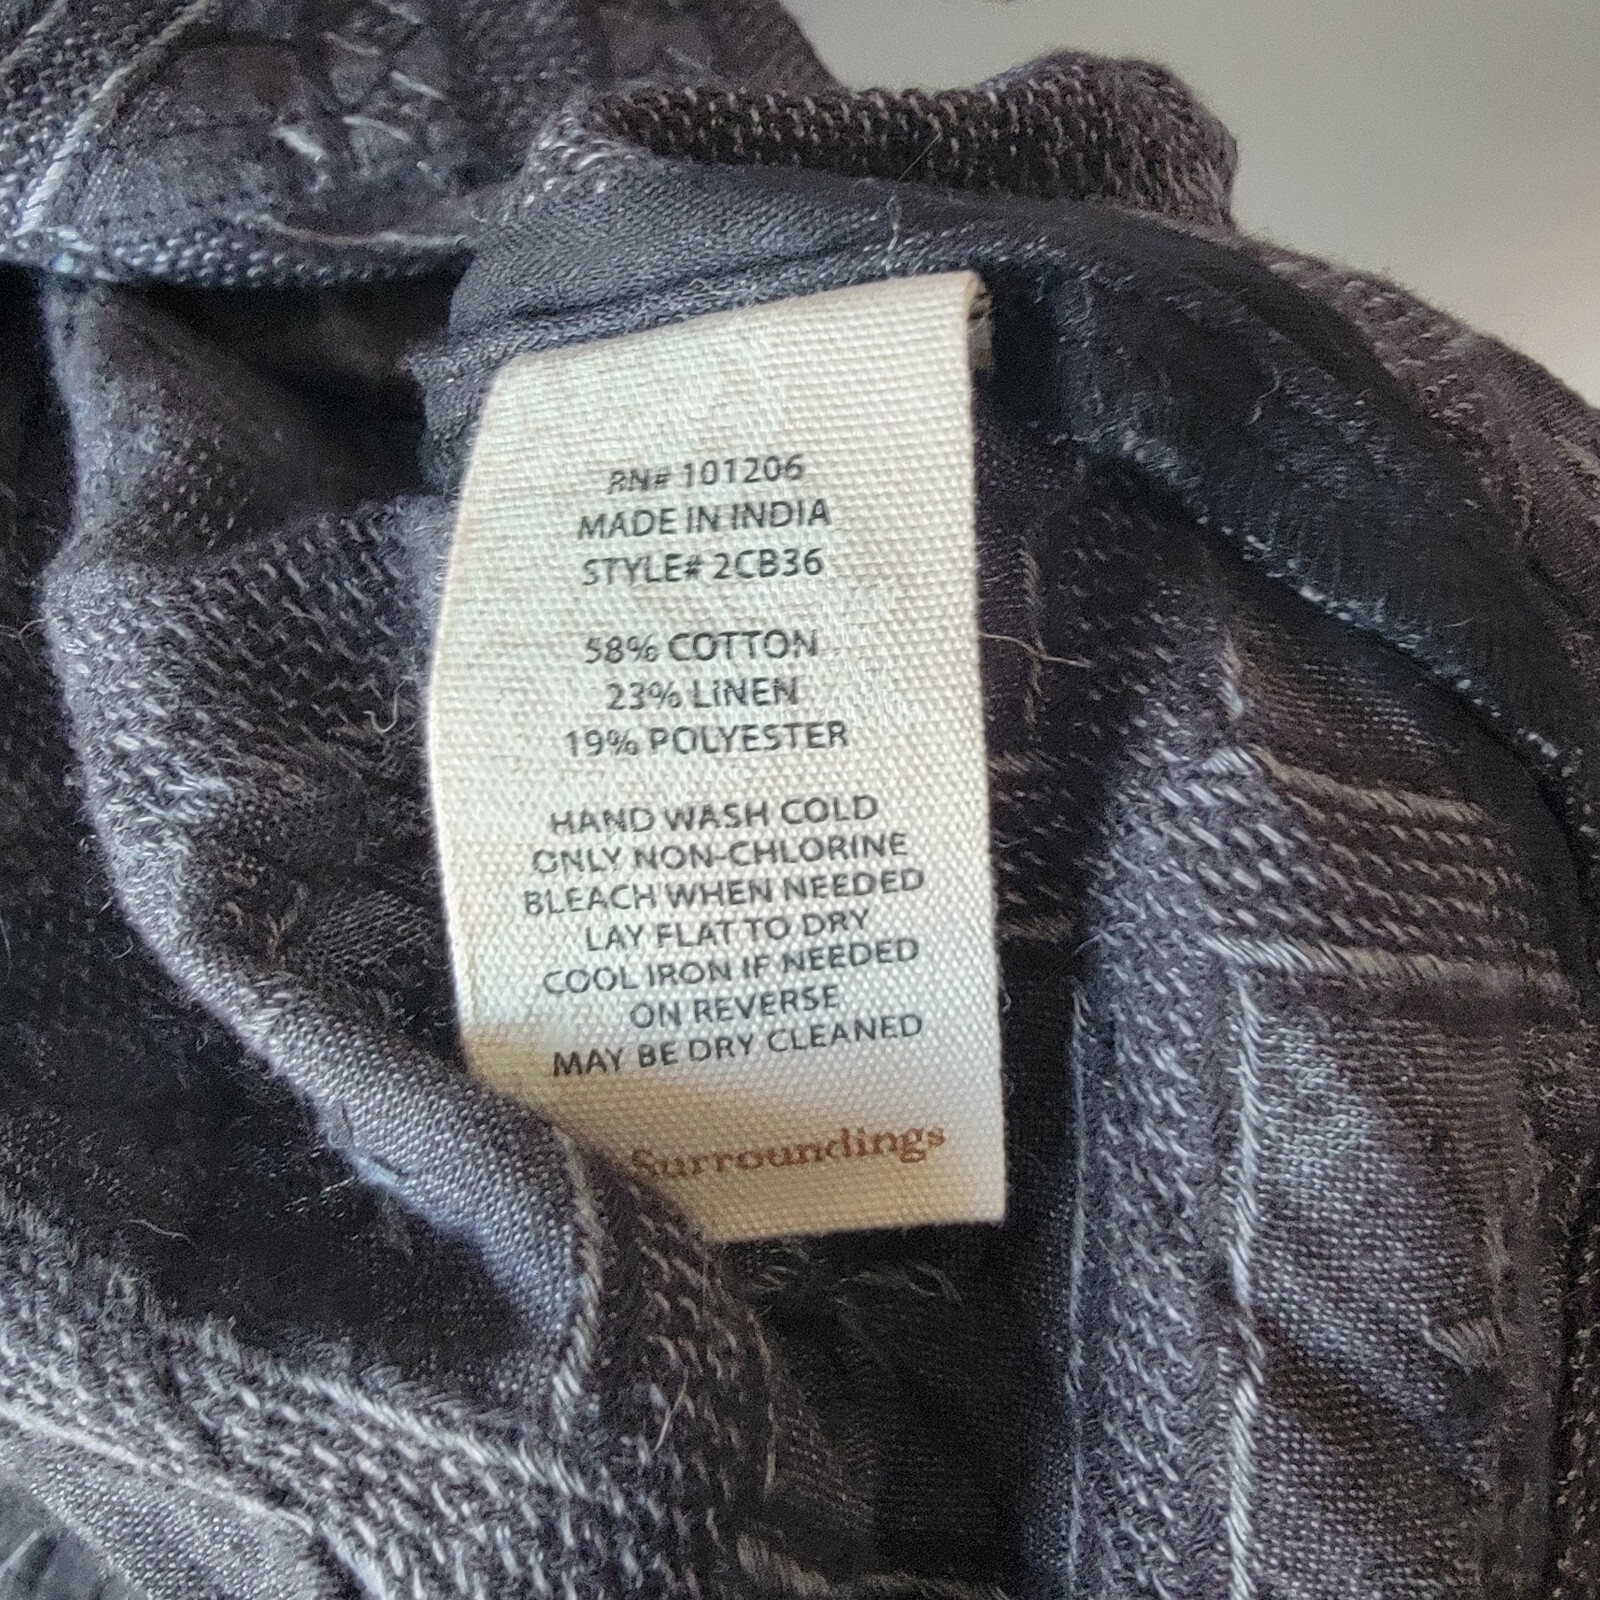 RN# 101206
MADE IN INDIA
STYLE# 2CB36
58% COTTON
23% LINEN
19% POLYESTER
HAND WASH COLD
ONLY NON-CHLORINE
BLEACH WHEN NEEDED
LAY FLAT TO DRY
COOL IRON IF NEEDED
ON REVERSE
MAY BE DRY CLEANED
Surroundings